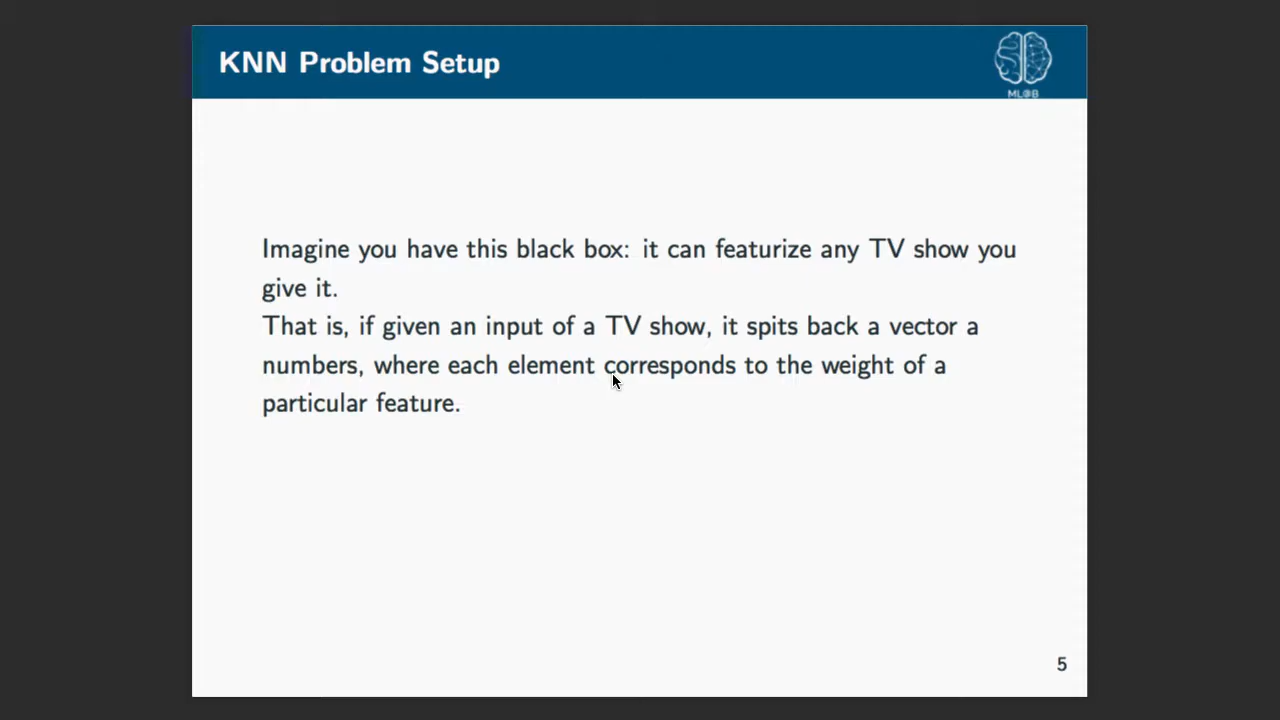 KNN Problem Setup
ML@B
Imagine you have this black box: it can featurize any TV show you
give it.
That is, if given an input of a TV show, it spits back a vector a
numbers, where each element corresponds to the weight of a
particular feature.
5